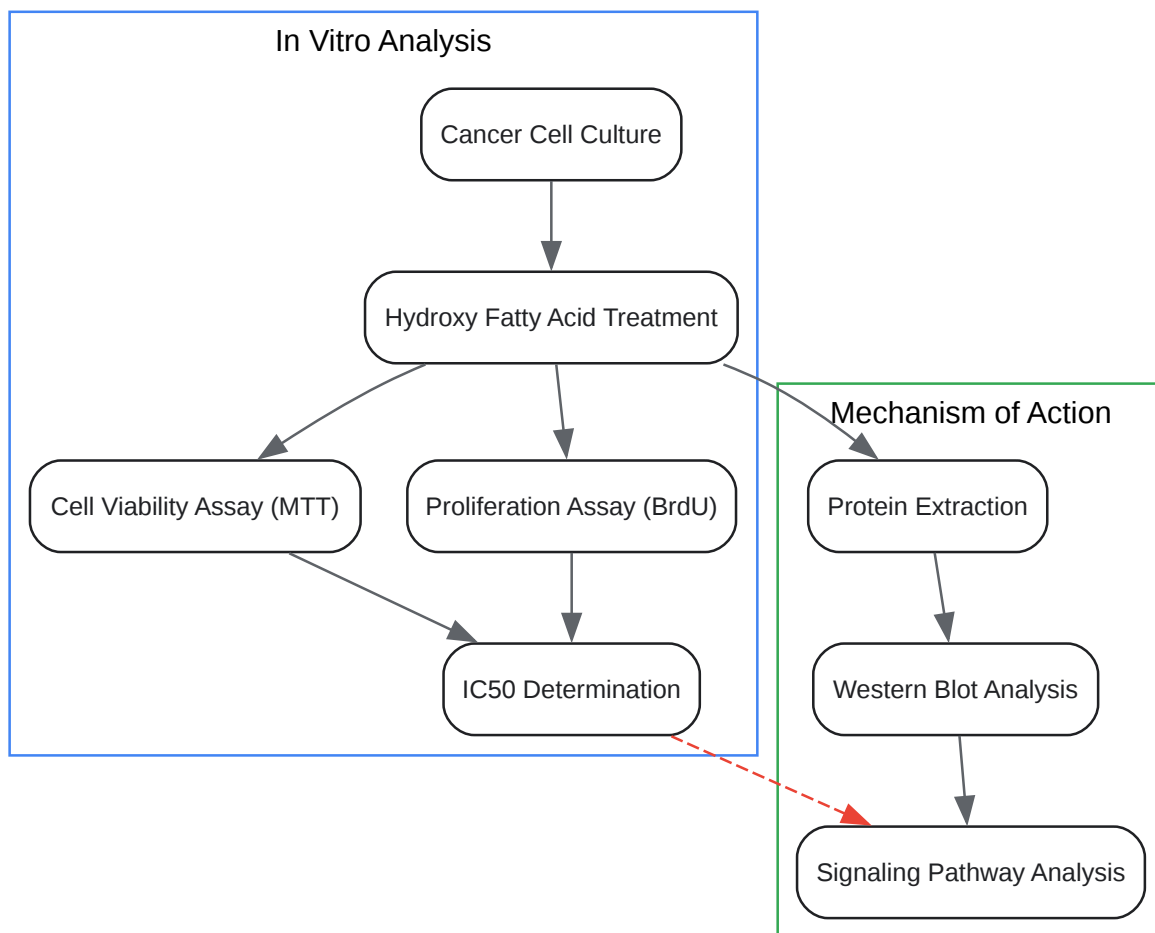 In Vitro Analysis
Cancer Cell Culture
Hydroxy Fatty Acid Treatment
Mechanism of Action
Cell Viability Assay (MTT)
Proliferation Assay (BrdU)
Protein Extraction
IC50 Determination
Western Blot Analysis
Signaling Pathway Analysis